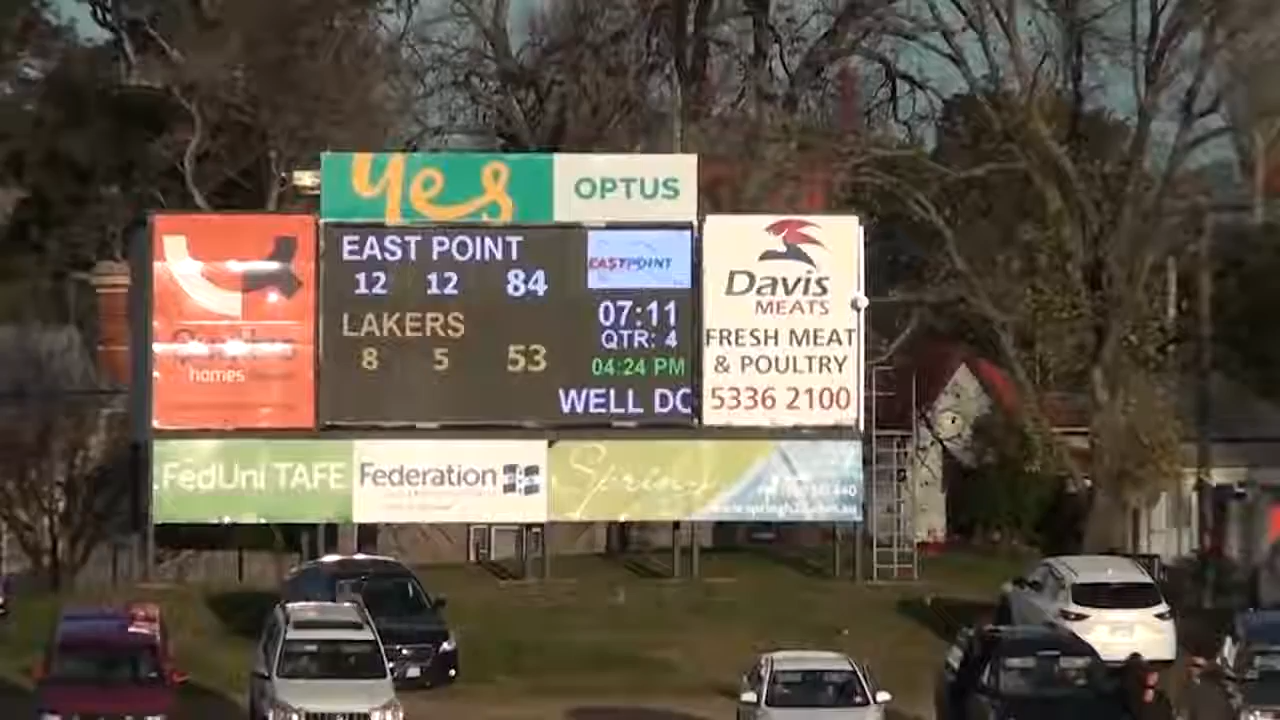 yes
OPTUS
EAST POINT
12 12 84
EASTPOINT
LAKERS
8 5 53
07:11
QTR: 4
04:24 PM
WELL DO
homes
Davis
MEATS
FRESH MEAT
& POULTRY
5336 2100
FedUni TAFE
Federation